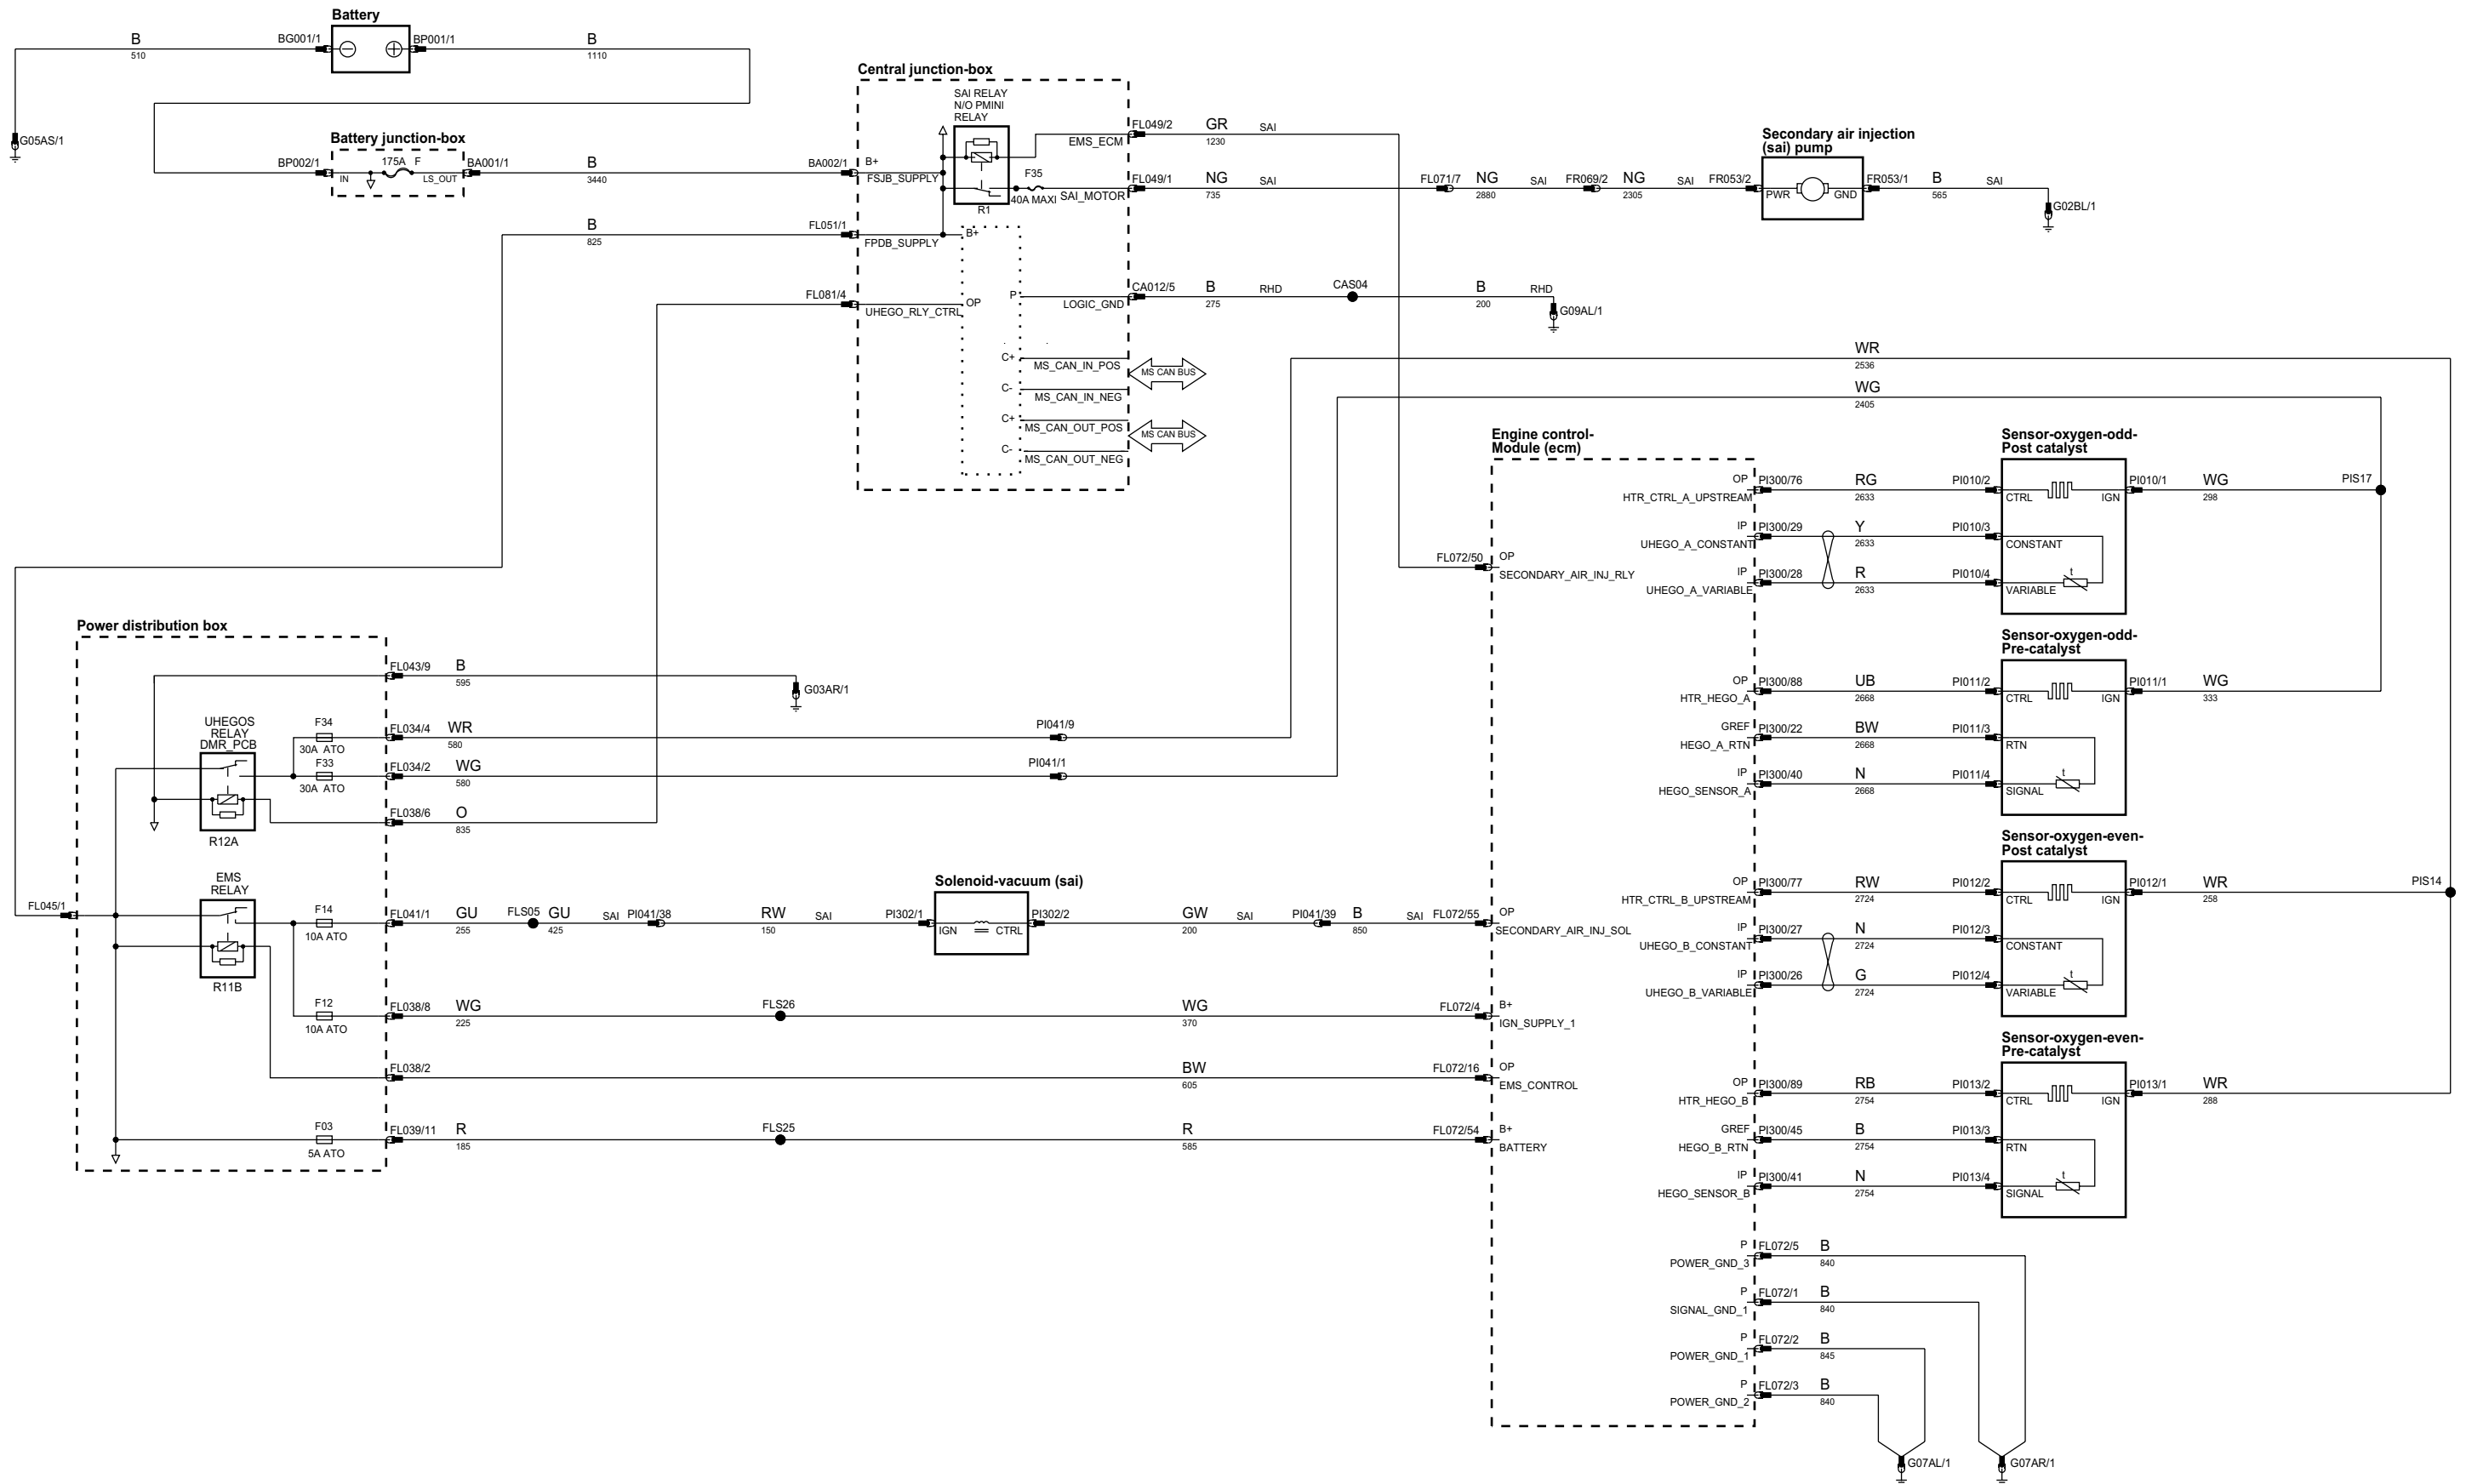 Battery
BG001/1
BP001/1
B
510
B
1110
G05AS/1
Battery junction-box
BP002/1
175A F
IN
LS_OUT
BA001/1
B
3440
Central junction-box
SAI RELAY
N/O PMINI
RELAY
BA002/1
B+
FSJB_SUPPLY
R1
F35
40A MAXI
EMS_ECM
FL049/2
GR
1230
SAI
SAI_MOTOR
FL049/1
NG
735
SAI
FL071/7
NG
2880
SAI
FR069/2
NG
2305
SAI
FR053/2
Secondary air injection
(sai) pump
PWR
GND
FR053/1
B
565
SAI
G02BL/1
B
825
FL051/1
FPDB_SUPPLY
B+
FL081/4
UHEGO_RLY_CTRL
OP
P
LOGIC_GND
CA012/5
B
275
RHD
CAS04
B
200
RHD
G09AL/1
C+
MS_CAN_IN_POS
C-
MS_CAN_IN_NEG
MS CAN BUS
C+
MS_CAN_OUT_POS
C-
MS_CAN_OUT_NEG
MS CAN BUS
WR
2536
WG
2405
Engine control-
Module (ecm)
FL072/50
OP
SECONDARY_AIR_INJ_RLY
OP
HTR_CTRL_A_UPSTREAM
PI300/76
RG
2633
PI010/2
IP
UHEGO_A_CONSTANT
PI300/29
Y
2633
PI010/3
IP
UHEGO_A_VARIABLE
PI300/28
R
2633
PI010/4
Sensor-oxygen-odd-
Post catalyst
CTRL
IGN
CONSTANT
t
VARIABLE
PI010/1
WG
298
PIS17
OP
HTR_HEGO_A
PI300/88
UB
2668
PI011/2
GREF
HEGO_A_RTN
PI300/22
BW
2668
PI011/3
IP
HEGO_SENSOR_A
PI300/40
N
2668
PI011/4
Sensor-oxygen-odd-
Pre-catalyst
CTRL
IGN
RTN
t
SIGNAL
PI011/1
WG
333
Power distribution box
FL043/9
B
595
G03AR/1
UHEGOS
RELAY
DMR_PCB
R12A
F34
30A ATO
FL034/4
WR
580
PI041/9
F33
30A ATO
FL034/2
WG
580
PI041/1
FL038/6
O
835
FL045/1
EMS
RELAY
R11B
F14
10A ATO
FL041/1
GU
255
FLS05
GU
425
SAI
PI041/38
RW
150
SAI
PI302/1
Solenoid-vacuum (sai)
IGN
CTRL
PI302/2
GW
200
SAI
PI041/39
B
850
SAI
FL072/55
OP
SECONDARY_AIR_INJ_SOL
F12
10A ATO
FL038/8
WG
225
FLS26
WG
370
FL072/4
B+
IGN_SUPPLY_1
FL038/2
BW
605
FL072/16
OP
EMS_CONTROL
F03
5A ATO
FL039/11
R
185
FLS25
R
585
FL072/54
B+
BATTERY
OP
HTR_CTRL_B_UPSTREAM
PI300/77
RW
2724
PI012/2
IP
UHEGO_B_CONSTANT
PI300/27
N
2724
PI012/3
IP
UHEGO_B_VARIABLE
PI300/26
G
2724
PI012/4
Sensor-oxygen-even-
Post catalyst
CTRL
IGN
CONSTANT
t
VARIABLE
PI012/1
WR
258
PIS14
OP
HTR_HEGO_B
PI300/89
RB
2754
PI013/2
GREF
HEGO_B_RTN
PI300/45
B
2754
PI013/3
IP
HEGO_SENSOR_B
PI300/41
N
2754
PI013/4
Sensor-oxygen-even-
Pre-catalyst
CTRL
IGN
RTN
t
SIGNAL
PI013/1
WR
288
P
POWER_GND_3
FL072/5
B
840
P
SIGNAL_GND_1
FL072/1
B
840
P
POWER_GND_1
FL072/2
B
845
P
POWER_GND_2
FL072/3
B
840
G07AL/1
G07AR/1